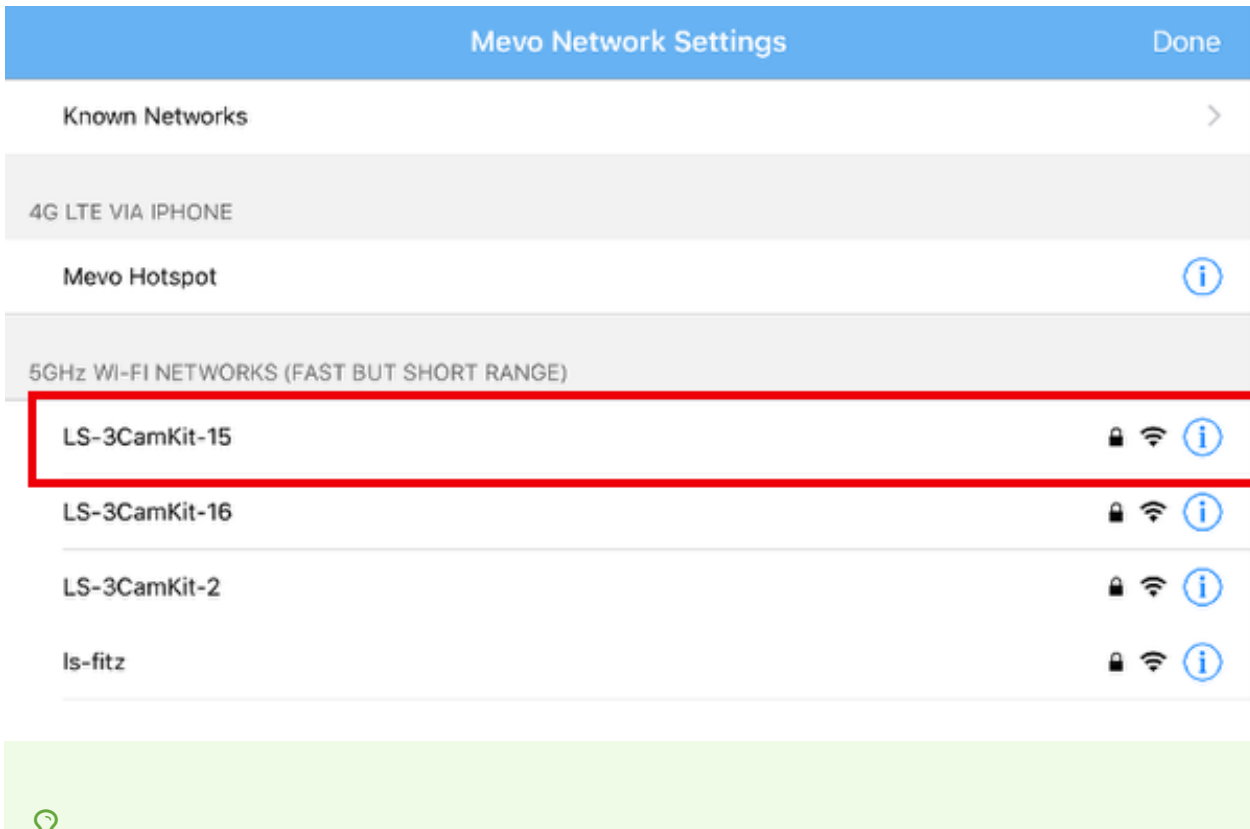 Mevo Network Settings Done
Known Networks
4G LTE VIA IPHONE
Mevo Hotspot
5GHz WI-FI NETWORKS (FAST BUT SHORT RANGE)
LS-3CamKit-15
LS-3CamKit-16
LS-3CamKit-2
ls-fitz